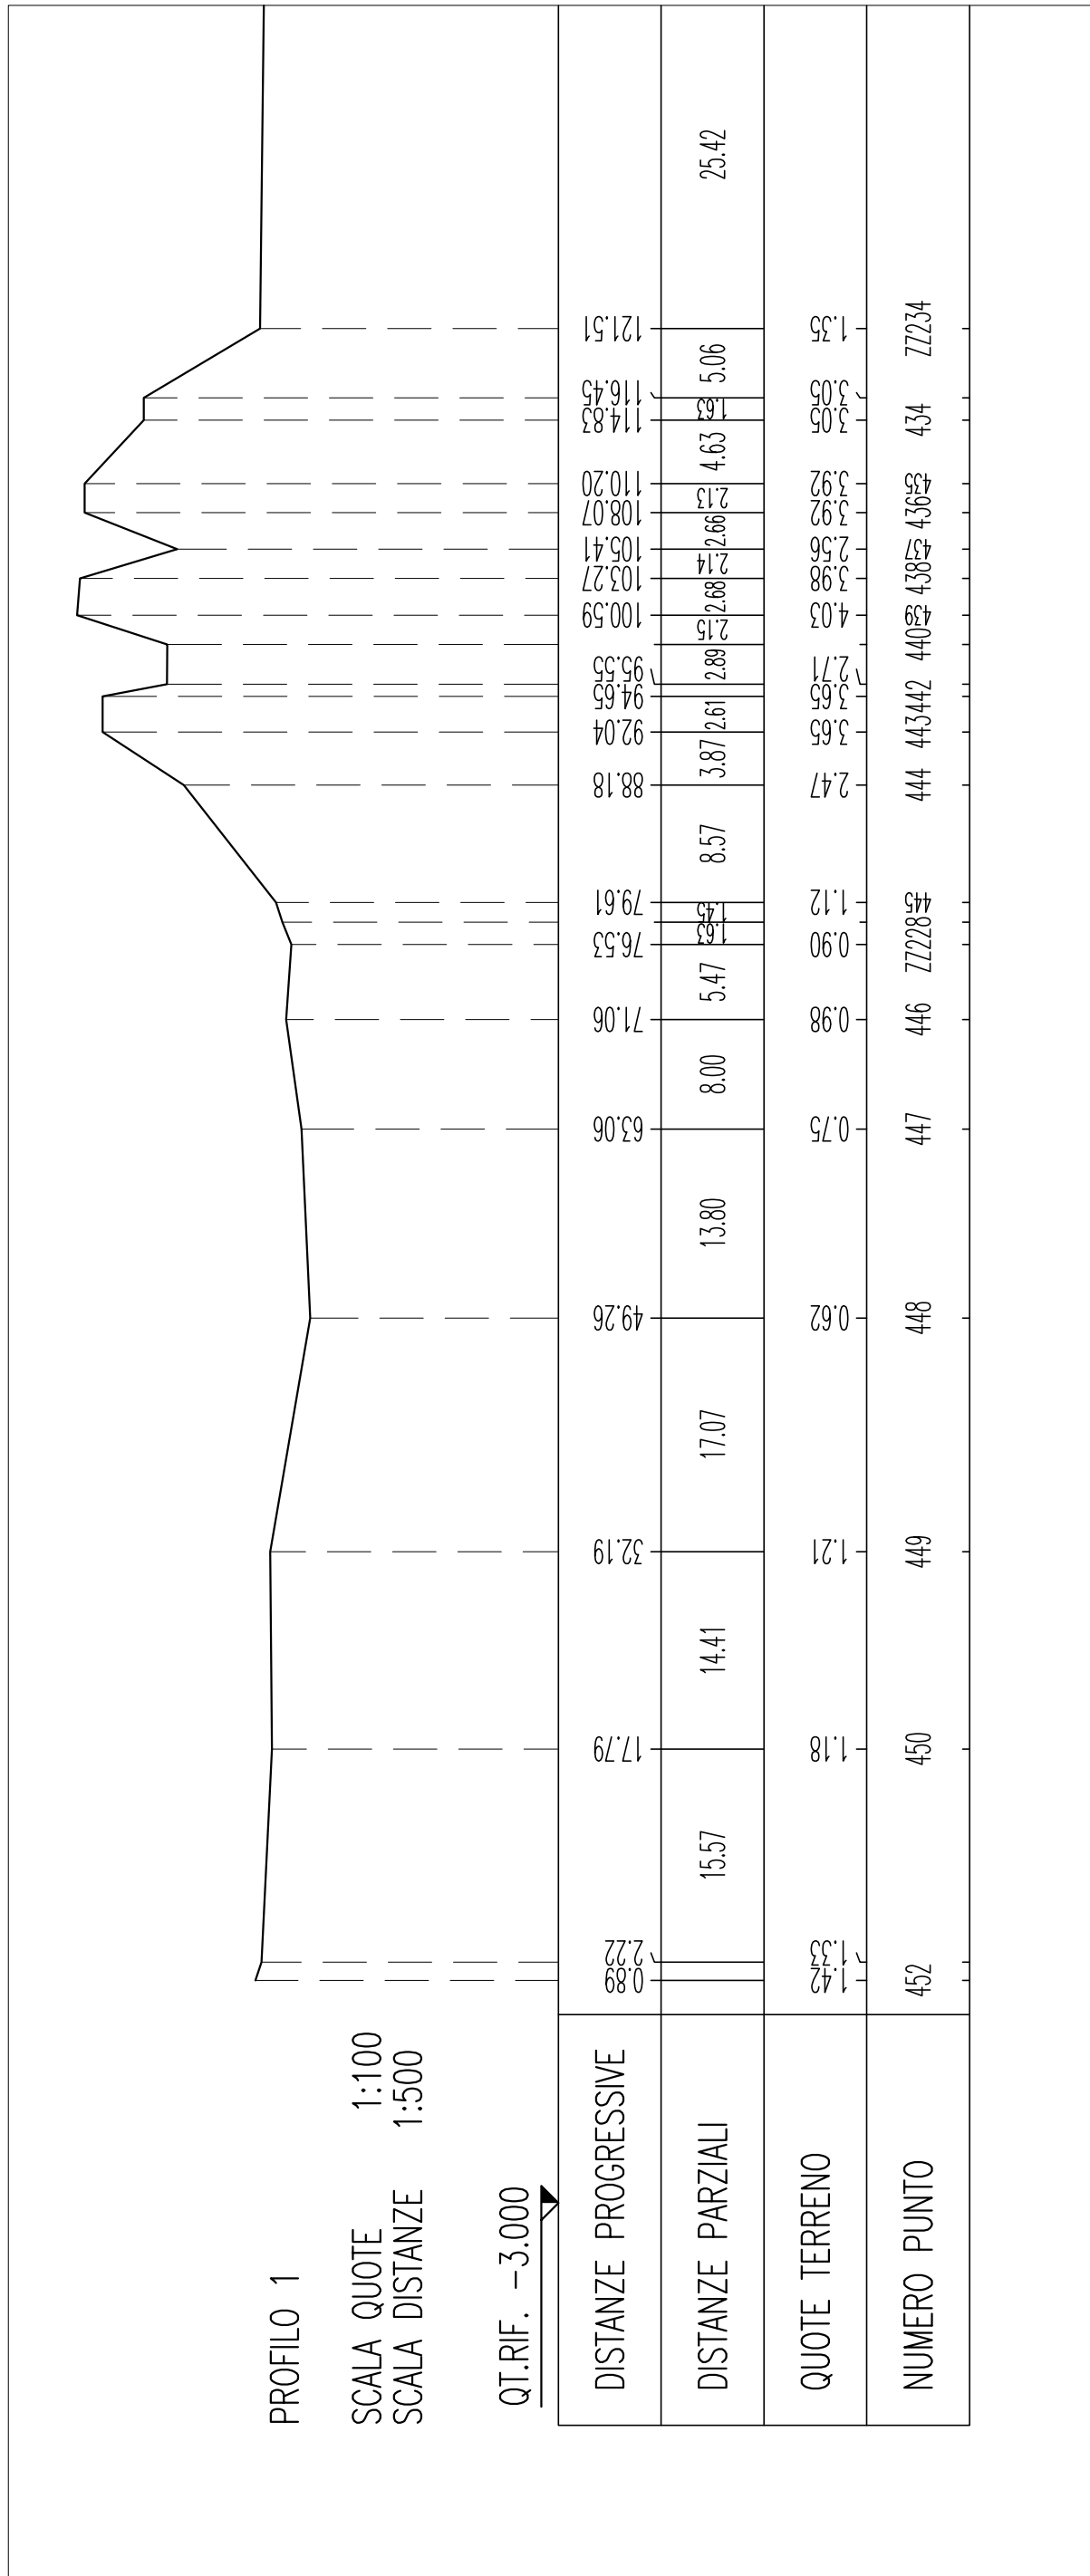 PROFILO 1
SCALA QUOTE 1:100
SCALA DISTANZE 1:500
QT.RIF. -3.000
DISTANZE PROGRESSIVE 0.89 2.22 17.79 32.19 49.26 63.06 71.06 76.53 79.61 88.18 92.04 94.65 95.55 100.59 103.27 105.41 108.07 110.20 114.83 116.45 121.51
DISTANZE PARZIALI 15.57 14.41 17.07 13.80 8.00 5.47 1.63 1.45 8.57 3.87 2.61 2.89 2.15 2.68 2.14 2.66 2.13 4.63 1.63 5.06 25.42
QUOTE TERRENO 1.42 1.33 1.18 1.21 0.62 0.75 0.98 0.90 1.12 2.47 3.65 3.65 2.71 4.03 3.98 2.56 3.92 3.92 3.05 3.05 1.35
NUMERO PUNTO 452 450 449 448 447 446 77228 445 444 443442 440 439 438 437 436 435 434 77234